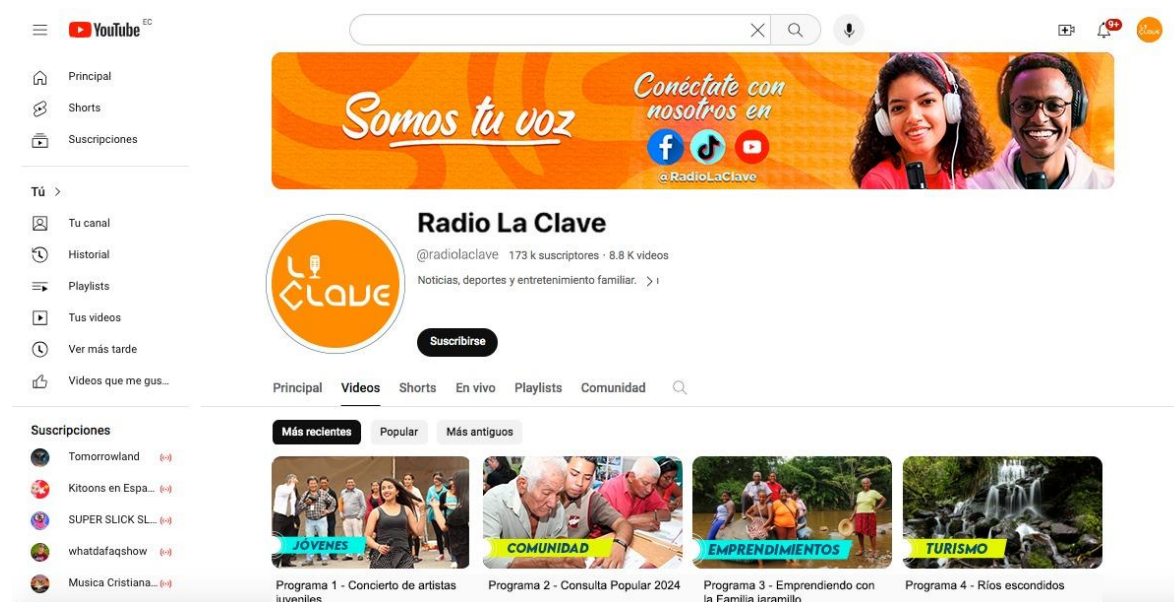 YouTube EC
9+
LA CLAVE
Principal
Shorts
Suscripciones
Tú >
Tu canal
Historial
Playlists
Tus videos
Ver más tarde
Videos que me gus...
Suscripciones
Tomorrowland
Kitoons en Espa...
SUPER SLICK SL...
whatdafaqshow
Musica Cristiana...
Somos tu voz
Conéctate con
nosotros en
@RadioLaClave
LA
CLAVE
Radio La Clave
@radiolaclave 173 k suscriptores · 8.8 K videos
Noticias, deportes y entretenimiento familiar. >
Suscribirse
Principal Videos Shorts En vivo Playlists Comunidad
Más recientes Popular Más antiguos
JÓVENES
COMUNIDAD
EMPRENDIMIENTOS
TURISMO
Programa 1 - Concierto de artistas
juveniles
Programa 2 - Consulta Popular 2024
Programa 3 - Emprendiendo con
la Familia jaramillo
Programa 4 - Ríos escondidos